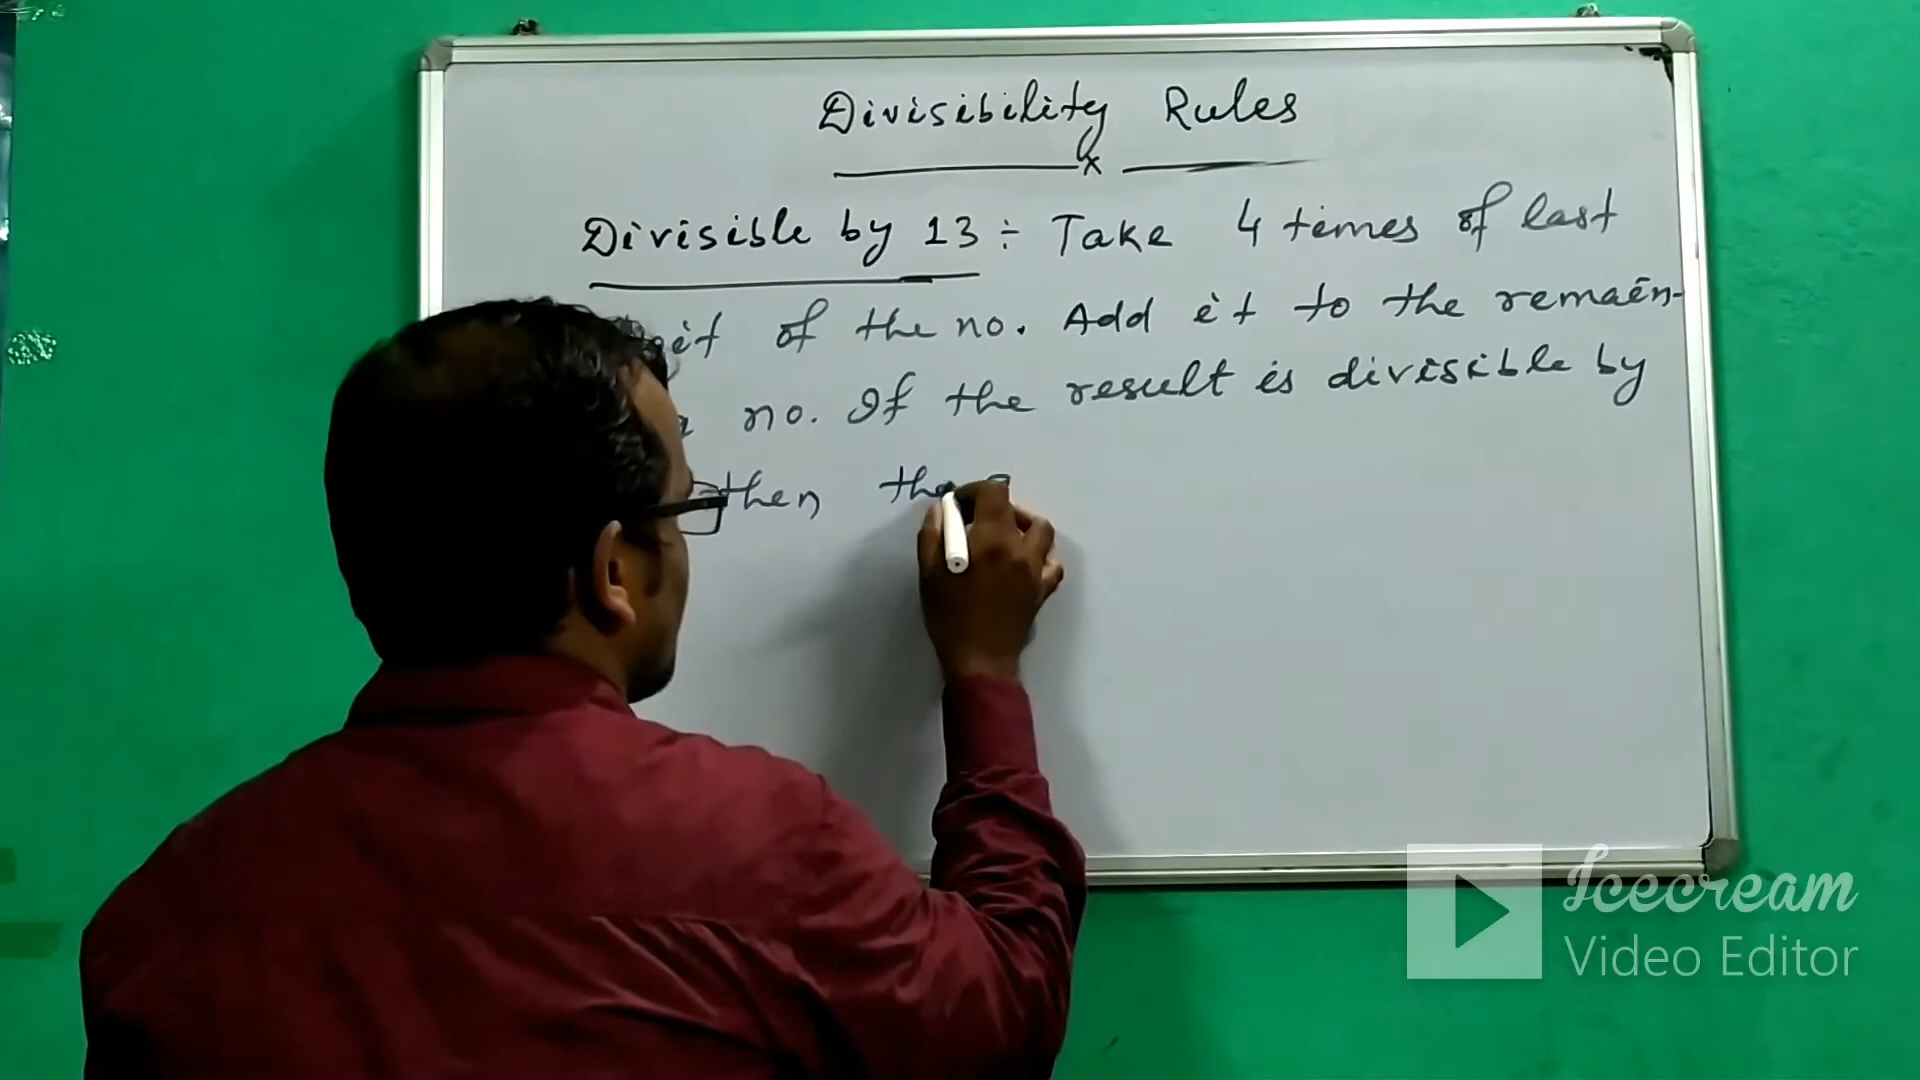 Divisibility Rules
x
Divisible by 13 ÷ Take 4 times of last
of the no. Add it to the remain-
no. If the result is divisible by
then the
Icecream
Video Editor